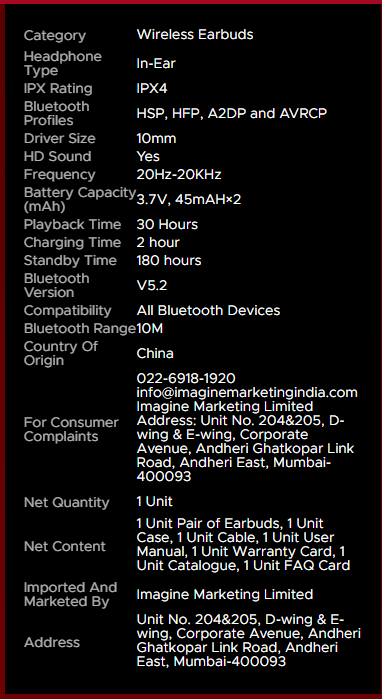 Category Wireless Earbuds
Headphone
Type
In-Ear
IPX Rating IPX4
Bluetooth
Profiles
HSP, HFP, A2DP and AVRCP
Driver Size 10mm
HD Sound Yes
Frequency 20Hz-20KHz
Battery Capacity
(mAh)
3.7V, 45mAh×2
Playback Time 30 Hours
Charging Time 2 hour
Standby Time 180 hours
Bluetooth
Version
V5.2
Compatibility All Bluetooth Devices
Bluetooth Range 10M
Country Of
Origin
China
For Consumer
Complaints
022-6918-1920
info@imaginemarketingindia.com
Imagine Marketing Limited
Address: Unit No. 204&205, D-
wing & E-wing, Corporate
Avenue, Andheri Ghatkopar Link
Road, Andheri East, Mumbai-
400093
Net Quantity 1 Unit
Net Content
1 Unit Pair of Earbuds, 1 Unit
Case, 1 Unit Cable, 1 Unit User
Manual, 1 Unit Warranty Card, 1
Unit Catalogue, 1 Unit FAQ Card
Imported And
Marketed By
Imagine Marketing Limited
Address
Unit No. 204&205, D-wing & E-
wing, Corporate Avenue, Andheri
Ghatkopar Link Road, Andheri
East, Mumbai-400093